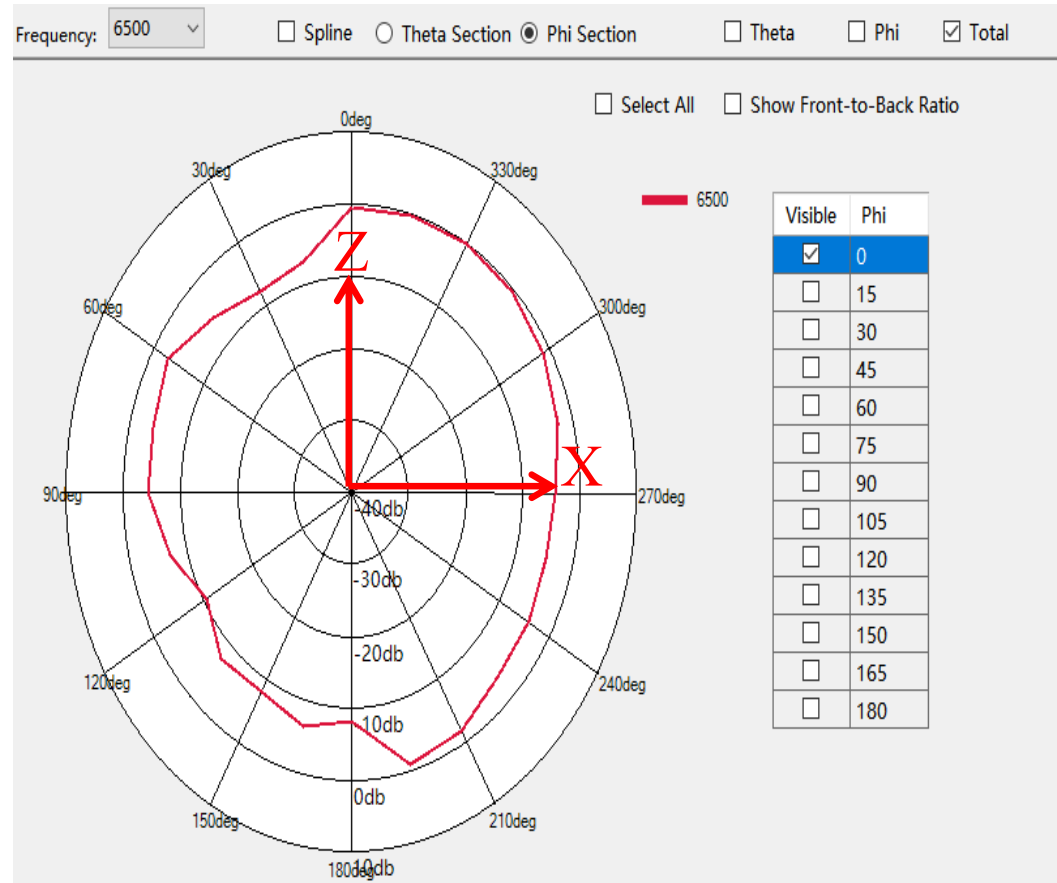 Frequency: 6500 Spline Theta Section Phi Section Theta Phi Total
Select All Show Front-to-Back Ratio
0deg
30deg 330deg
6500
Visible Phi
0
15
30
45
60
75
90
105
120
135
150
165
180
Z
60deg 300deg
X
90deg 270deg
-40db
-30db
-20db
120deg 240deg
-10db
0db
150deg 210deg
180deg 10db